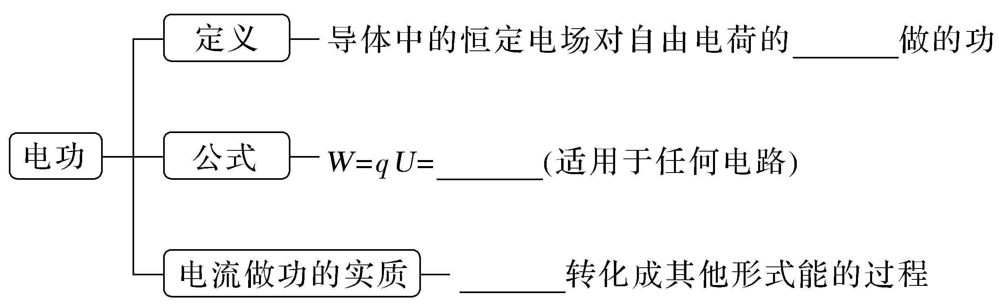 定义 导体中的恒定电场对自由电荷的______做的功
电功 公式 W=qU=______(适用于任何电路)
电流做功的实质 ______转化成其他形式能的过程